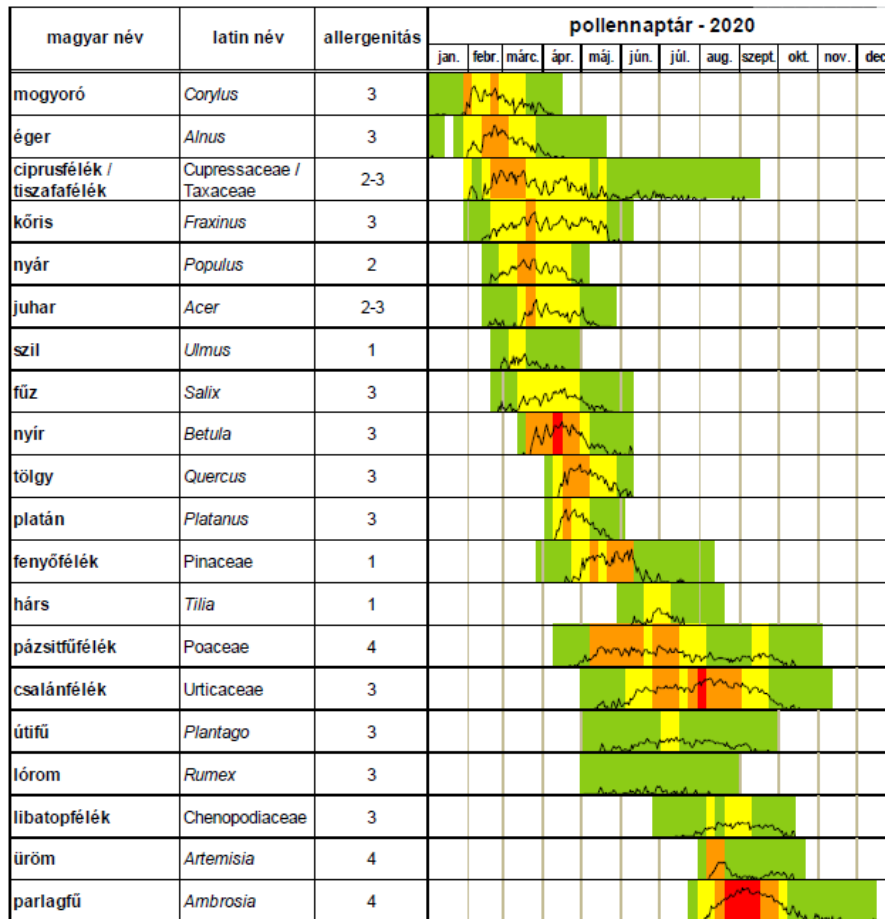 magyar név latin név allergenitás pollennaptár - 2020
jan. febr. márc. ápr. máj. jún. júl. aug. szept. okt. nov. dec
mogyoró Corylus 3
éger Alnus 3
ciprusfélék / Cupressaceae / 2-3
tiszafafélék Taxaceae
kőris Fraxinus 3
nyár Populus 2
juhar Acer 2-3
szil Ulmus 1
fűz Salix 3
nyír Betula 3
tölgy Quercus 3
platán Platanus 3
fenyőfélék Pinaceae 1
hárs Tilia 1
pázsitfűfélék Poaceae 4
csalánfélék Urticaceae 3
útifű Plantago 3
lórom Rumex 3
libatopfélék Chenopodiaceae 3
üröm Artemisia 4
parlagfű Ambrosia 4